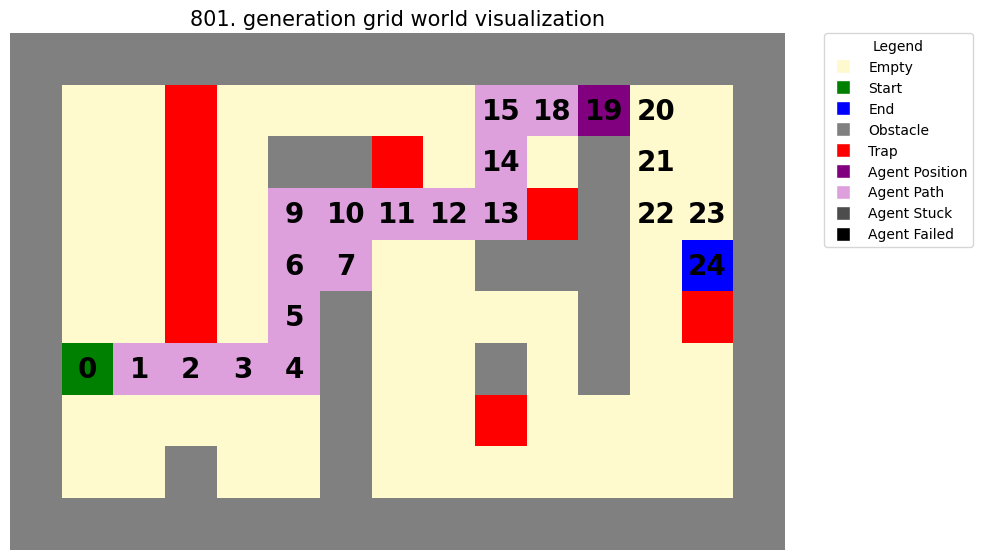 801. generation grid world visualization
Legend
Empty
Start
End
Obstacle
Trap
Agent Position
Agent Path
Agent Stuck
Agent Failed
15 18 19 20
14 21
9 10 11 12 13 22 23
6 7 24
5
0 1 2 3 4